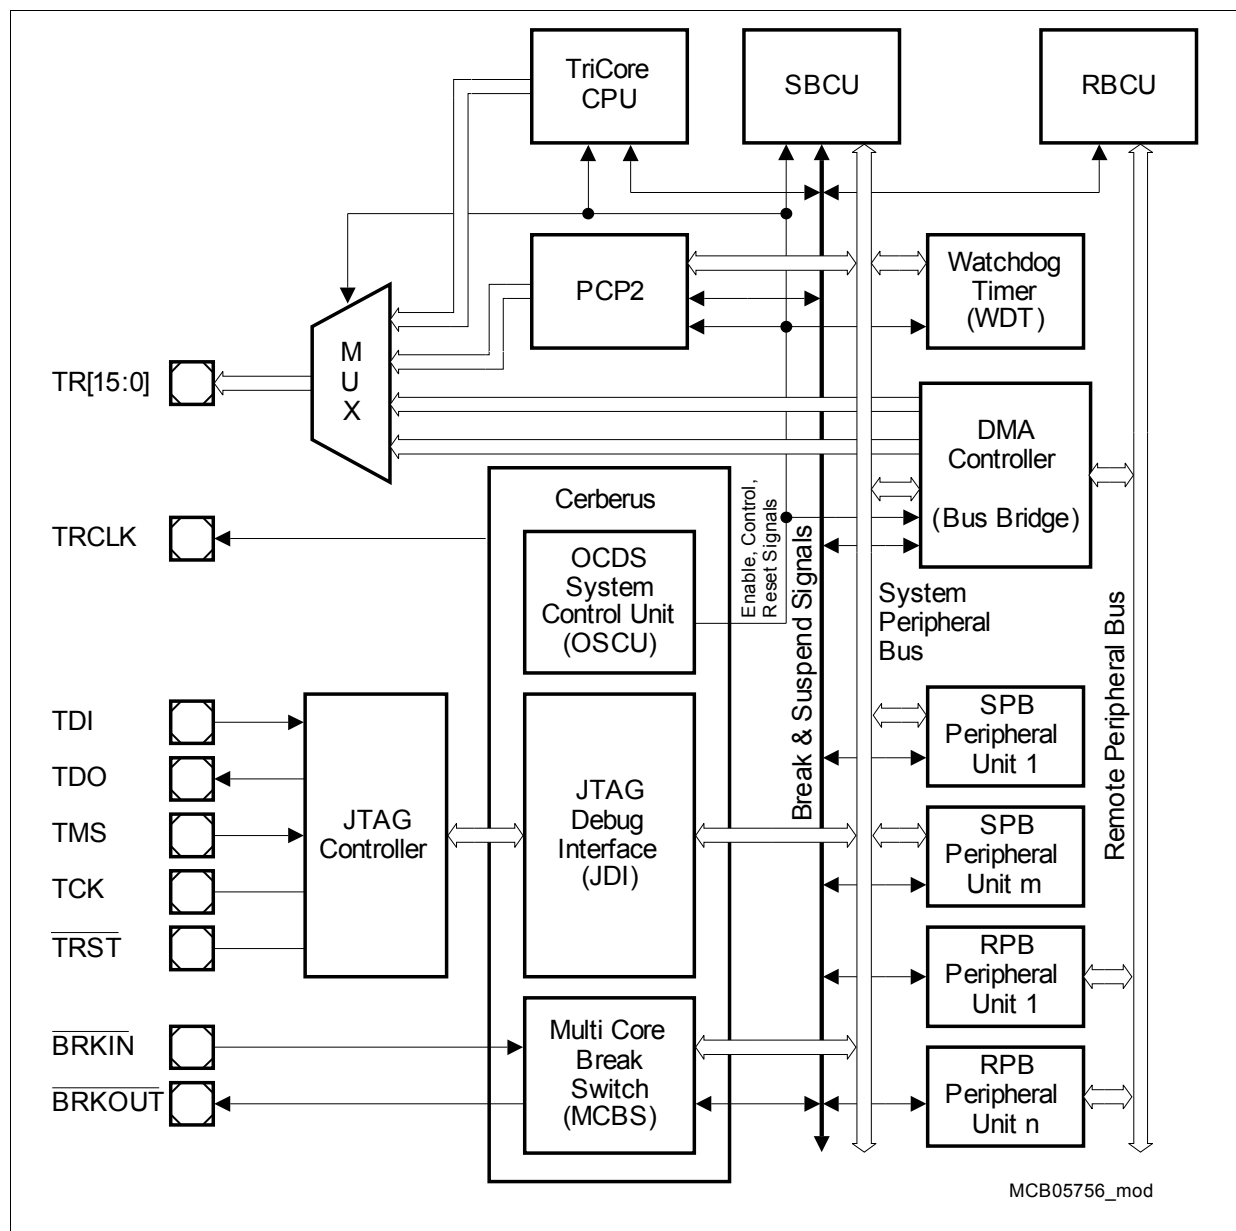 TriCore
CPU
SBCU
RBCU
PCP2
Watchdog
Timer
(WDT)
M
U
X
TR[15:0]
DMA
Controller
(Bus Bridge)
Cerberus
TRCLK
OCDS
System
Control Unit
(OSCU)
Enable, Control,
Reset Signals
Break & Suspend Signals
System
Peripheral
Bus
Remote Peripheral Bus
TDI
TDO
TMS
TCK
TRST
JTAG
Controller
JTAG
Debug
Interface
(JDI)
SPB
Peripheral
Unit 1
SPB
Peripheral
Unit m
RPB
Peripheral
Unit 1
BRKIN
BRKOUT
Multi Core
Break
Switch
(MCBS)
RPB
Peripheral
Unit n
MCB05756_mod